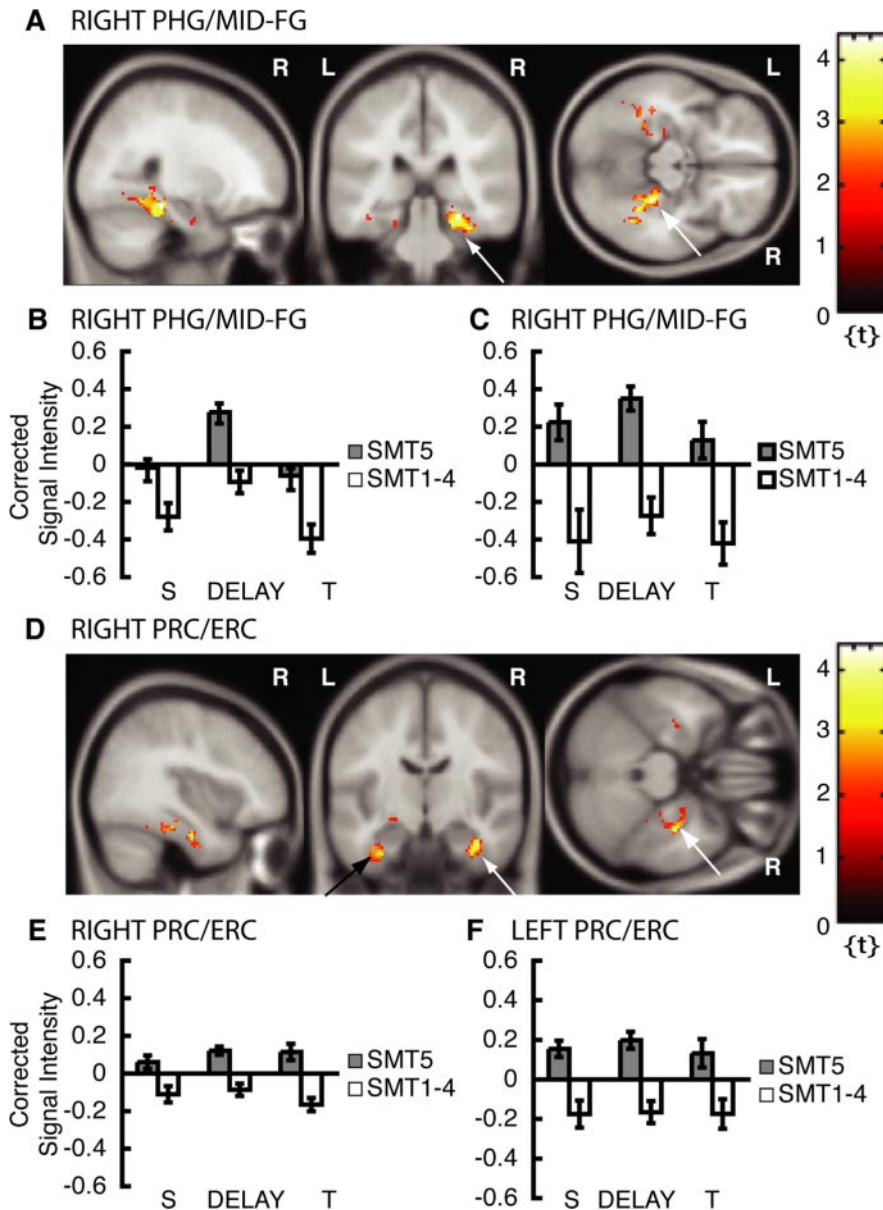 A RIGHT PHG/MID-FG
R L R L
R
4
3
2
1
0
{t}
B RIGHT PHG/MID-FG
Corrected
Signal Intensity
0.6
0.4
0.2
0
-0.2
-0.4
-0.6
S DELAY T
SMT5
SMT1-4
C RIGHT PHG/MID-FG
0.6
0.4
0.2
0
-0.2
-0.4
-0.6
S DELAY T
SMT5
SMT1-4
D RIGHT PRC/ERC
R L R L
R
4
3
2
1
0
{t}
E RIGHT PRC/ERC
Corrected
Signal Intensity
0.6
0.4
0.2
0
-0.2
-0.4
-0.6
S DELAY T
SMT5
SMT1-4
F LEFT PRC/ERC
0.6
0.4
0.2
0
-0.2
-0.4
-0.6
S DELAY T
SMT5
SMT1-4